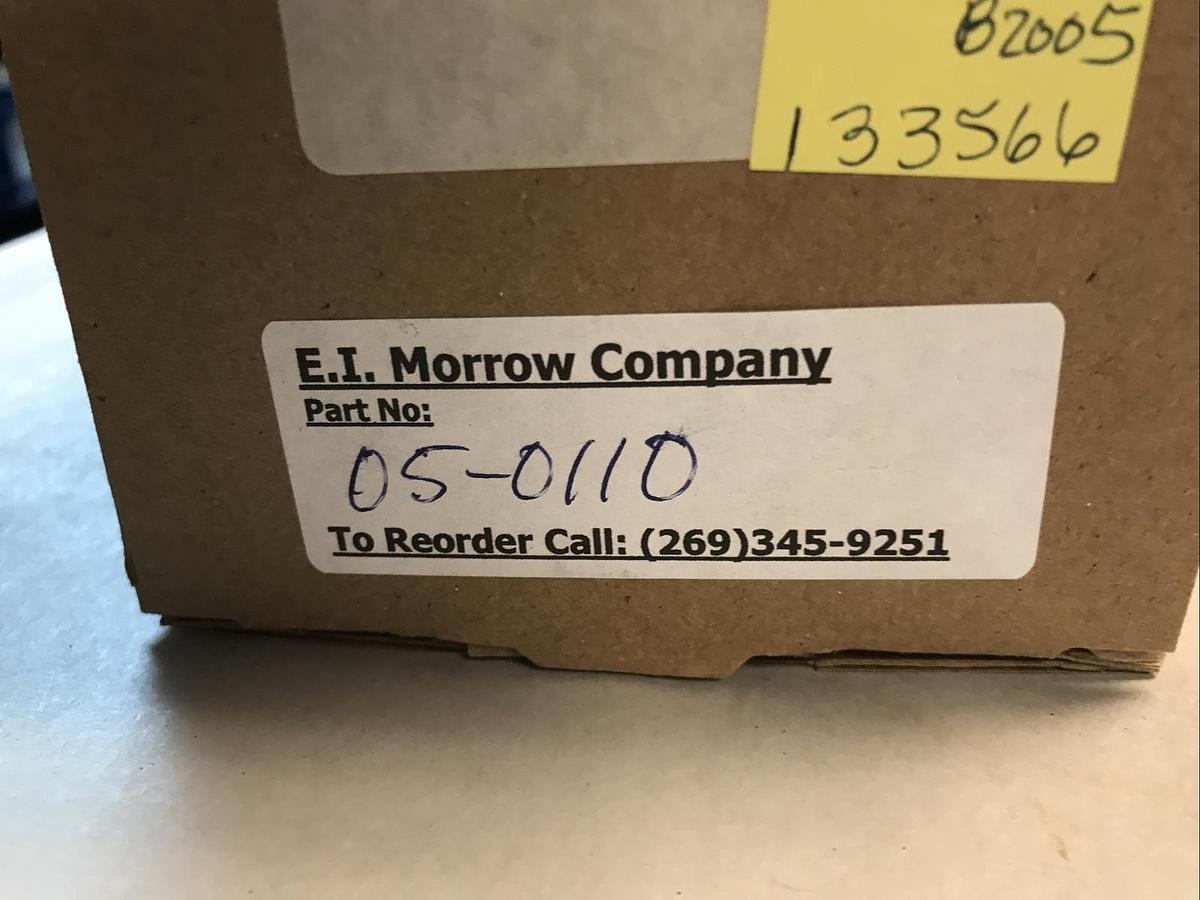 B2005
133566
E.I. Morrow Company
Part No:
05-0110
To Reorder Call: (269)345-9251